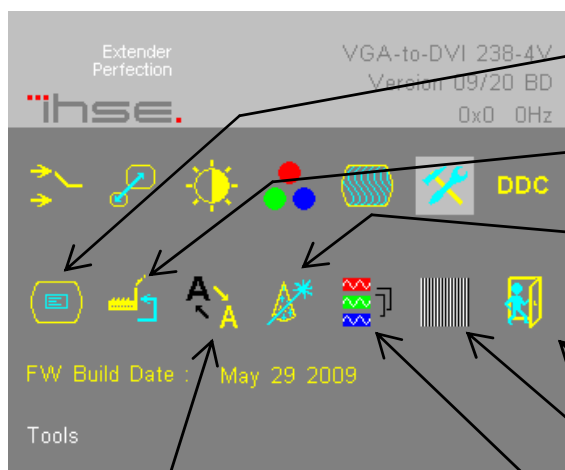 Extender
Perfection
ihse.
VGA-to-DVI 238-4V
Version 09/20 BD
0x0 0Hz
DDC
A
A
FW Build Date : May 29 2009
Tools